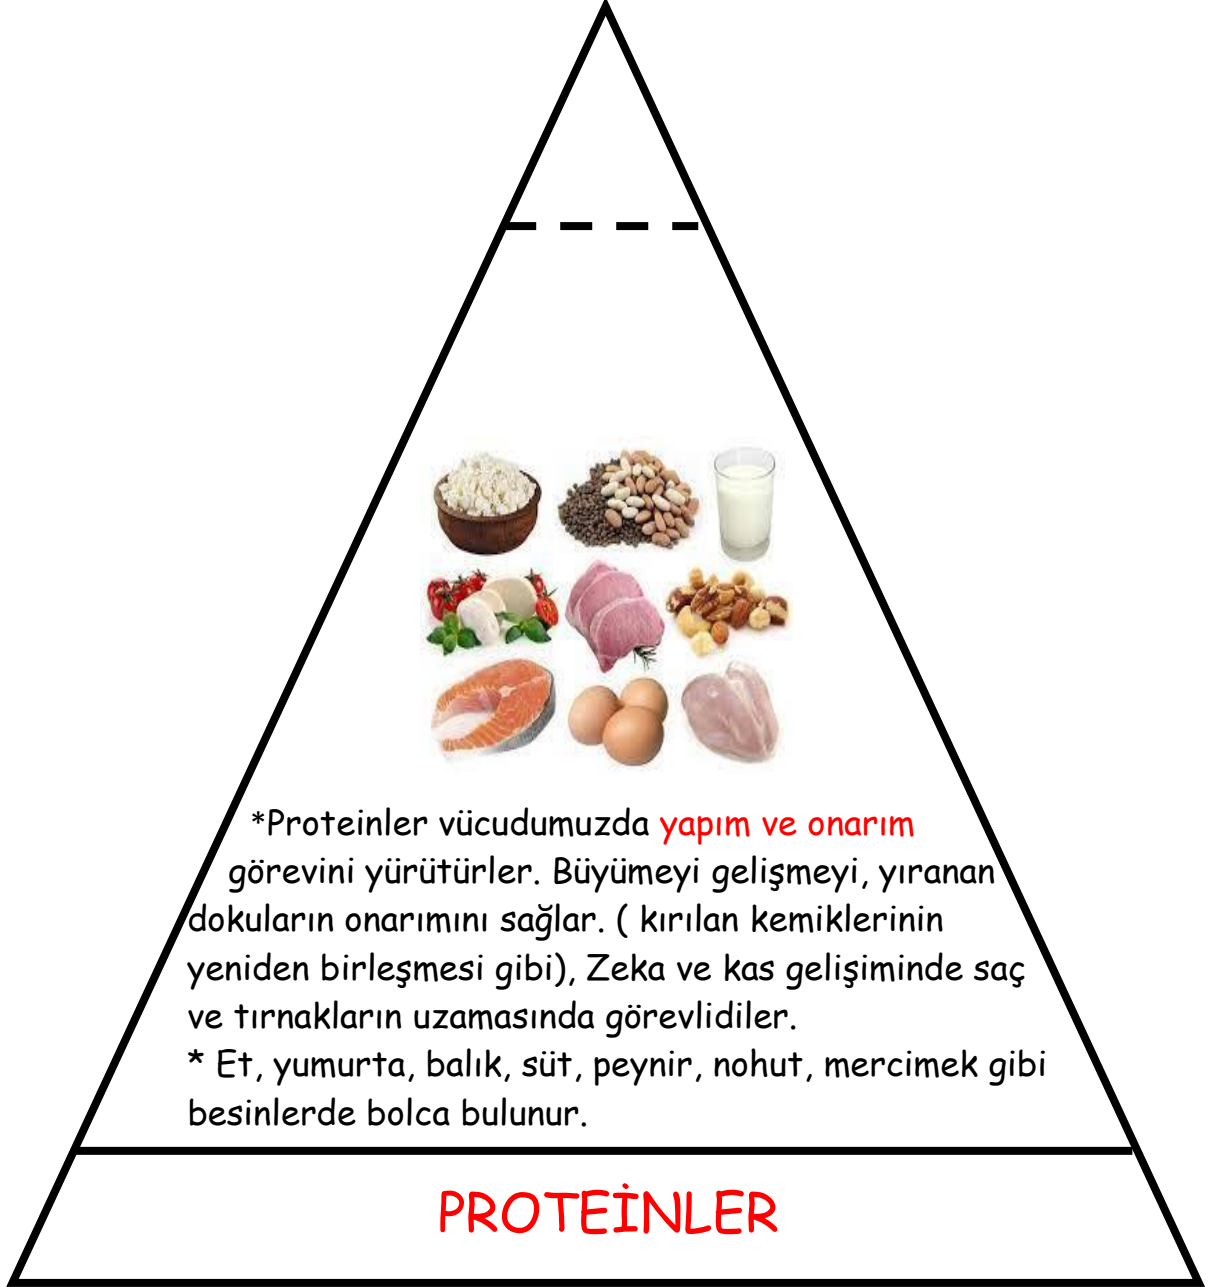 *Proteinler vücudumuzda yapım ve onarım
görevini yürütürler. Büyümeyi gelişmeyi, yıranan
dokuların onarımını sağlar. ( kırılan kemiklerinin
yeniden birleşmesi gibi), Zeka ve kas gelişiminde saç
ve tırnakların uzamasında görevlidiler.
* Et, yumurta, balık, süt, peynir, nohut, mercimek gibi
besinlerde bolca bulunur.
PROTEİNLER